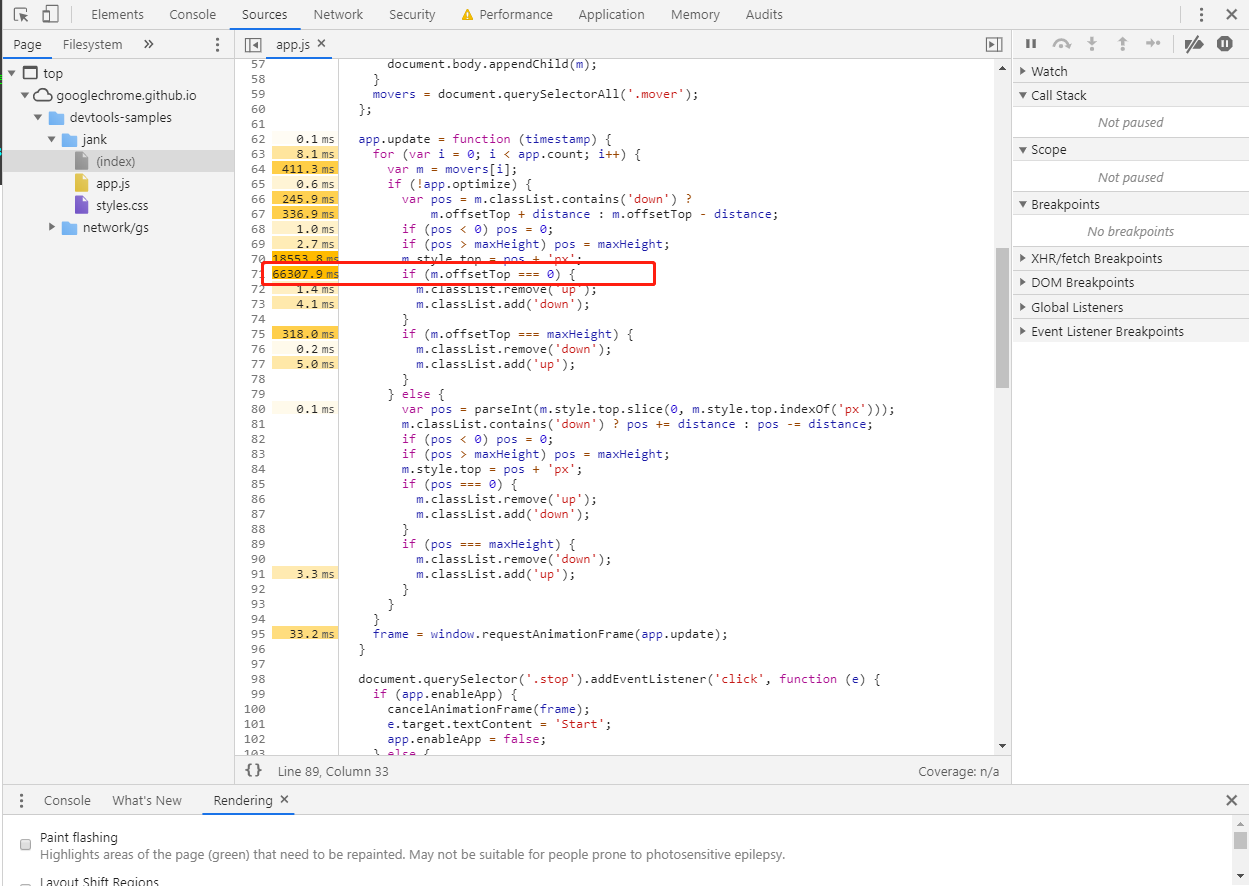 Elements Console Sources Network Security Performance Application Memory Audits
Page Filesystem » app.js ×
top
googlechrome.github.io
devtools-samples
jank
(index)
app.js
styles.css
network/gs
57 document.body.appendChild(m);
58 }
59 movers = document.querySelectorAll('.mover');
60 };
61
62 0.1 ms app.update = function (timestamp) {
63 8.1 ms for (var i = 0; i < app.count; i++) {
64 411.3 ms var m = movers[i];
65 0.6 ms if (!app.optimize) {
66 245.9 ms var pos = m.classList.contains('down') ?
67 336.9 ms m.offsetTop + distance : m.offsetTop - distance;
68 1.0 ms if (pos < 0) pos = 0;
69 2.7 ms if (pos > maxHeight) pos = maxHeight;
70 18553.8 ms m.style.top = pos + 'px';
71 66307.9 ms if (m.offsetTop === 0) {
72 1.4 ms m.classList.remove('up');
73 4.1 ms m.classList.add('down');
74 }
75 318.0 ms if (m.offsetTop === maxHeight) {
76 0.2 ms m.classList.remove('down');
77 5.0 ms m.classList.add('up');
78 }
79 } else {
80 0.1 ms var pos = parseInt(m.style.top.slice(0, m.style.top.indexOf('px')));
81 m.classList.contains('down') ? pos += distance : pos -= distance;
82 if (pos < 0) pos = 0;
83 if (pos > maxHeight) pos = maxHeight;
84 m.style.top = pos + 'px';
85 if (pos === 0) {
86 m.classList.remove('up');
87 m.classList.add('down');
88 }
89 if (pos === maxHeight) {
90 m.classList.remove('down');
91 3.3 ms m.classList.add('up');
92 }
93 }
94 }
95 33.2 ms frame = window.requestAnimationFrame(app.update);
96 }
97
98 document.querySelector('.stop').addEventListener('click', function (e) {
99 if (app.enableApp) {
100 cancelAnimationFrame(frame);
101 e.target.textContent = 'Start';
102 app.enableApp = false;
103 } else {
{} Line 89, Column 33 Coverage: n/a
Watch
Call Stack
Not paused
Scope
Not paused
Breakpoints
No breakpoints
XHR/fetch Breakpoints
DOM Breakpoints
Global Listeners
Event Listener Breakpoints
Console What's New Rendering ×
Paint flashing
Highlights areas of the page (green) that need to be repainted. May not be suitable for people prone to photosensitive epilepsy.
Layout Shift Regions